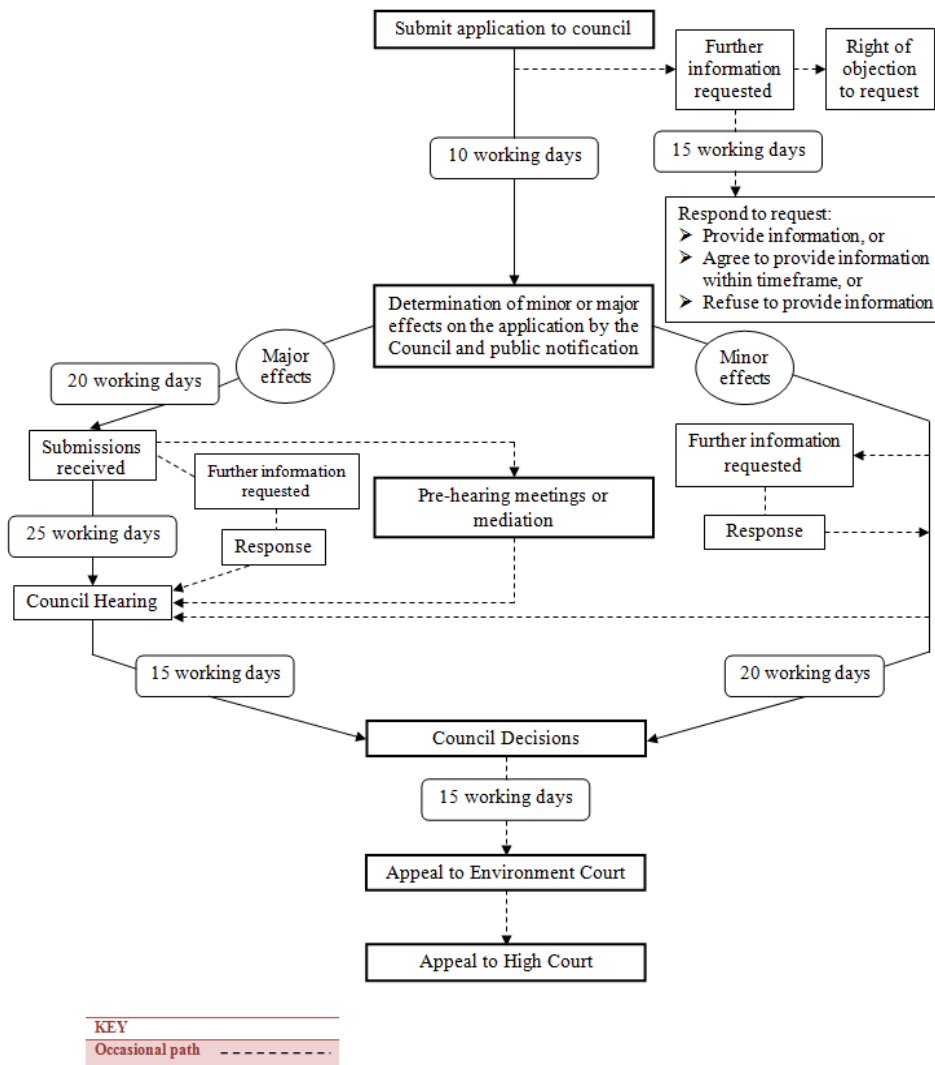 Submit application to council
Further
information
requested
Right of
objection
to request
10 working days
15 working days
Respond to request:
➢ Provide information, or
➢ Agree to provide information
within timeframe, or
➢ Refuse to provide information
Determination of minor or major
effects on the application by the
Council and public notification
Major
effects
Minor
effects
20 working days
Submissions
received
Further information
requested
Pre-hearing meetings or
mediation
Further information
requested
25 working days
Response
Response
Council Hearing
15 working days
20 working days
Council Decisions
15 working days
Appeal to Environment Court
Appeal to High Court
KEY
Occasional path